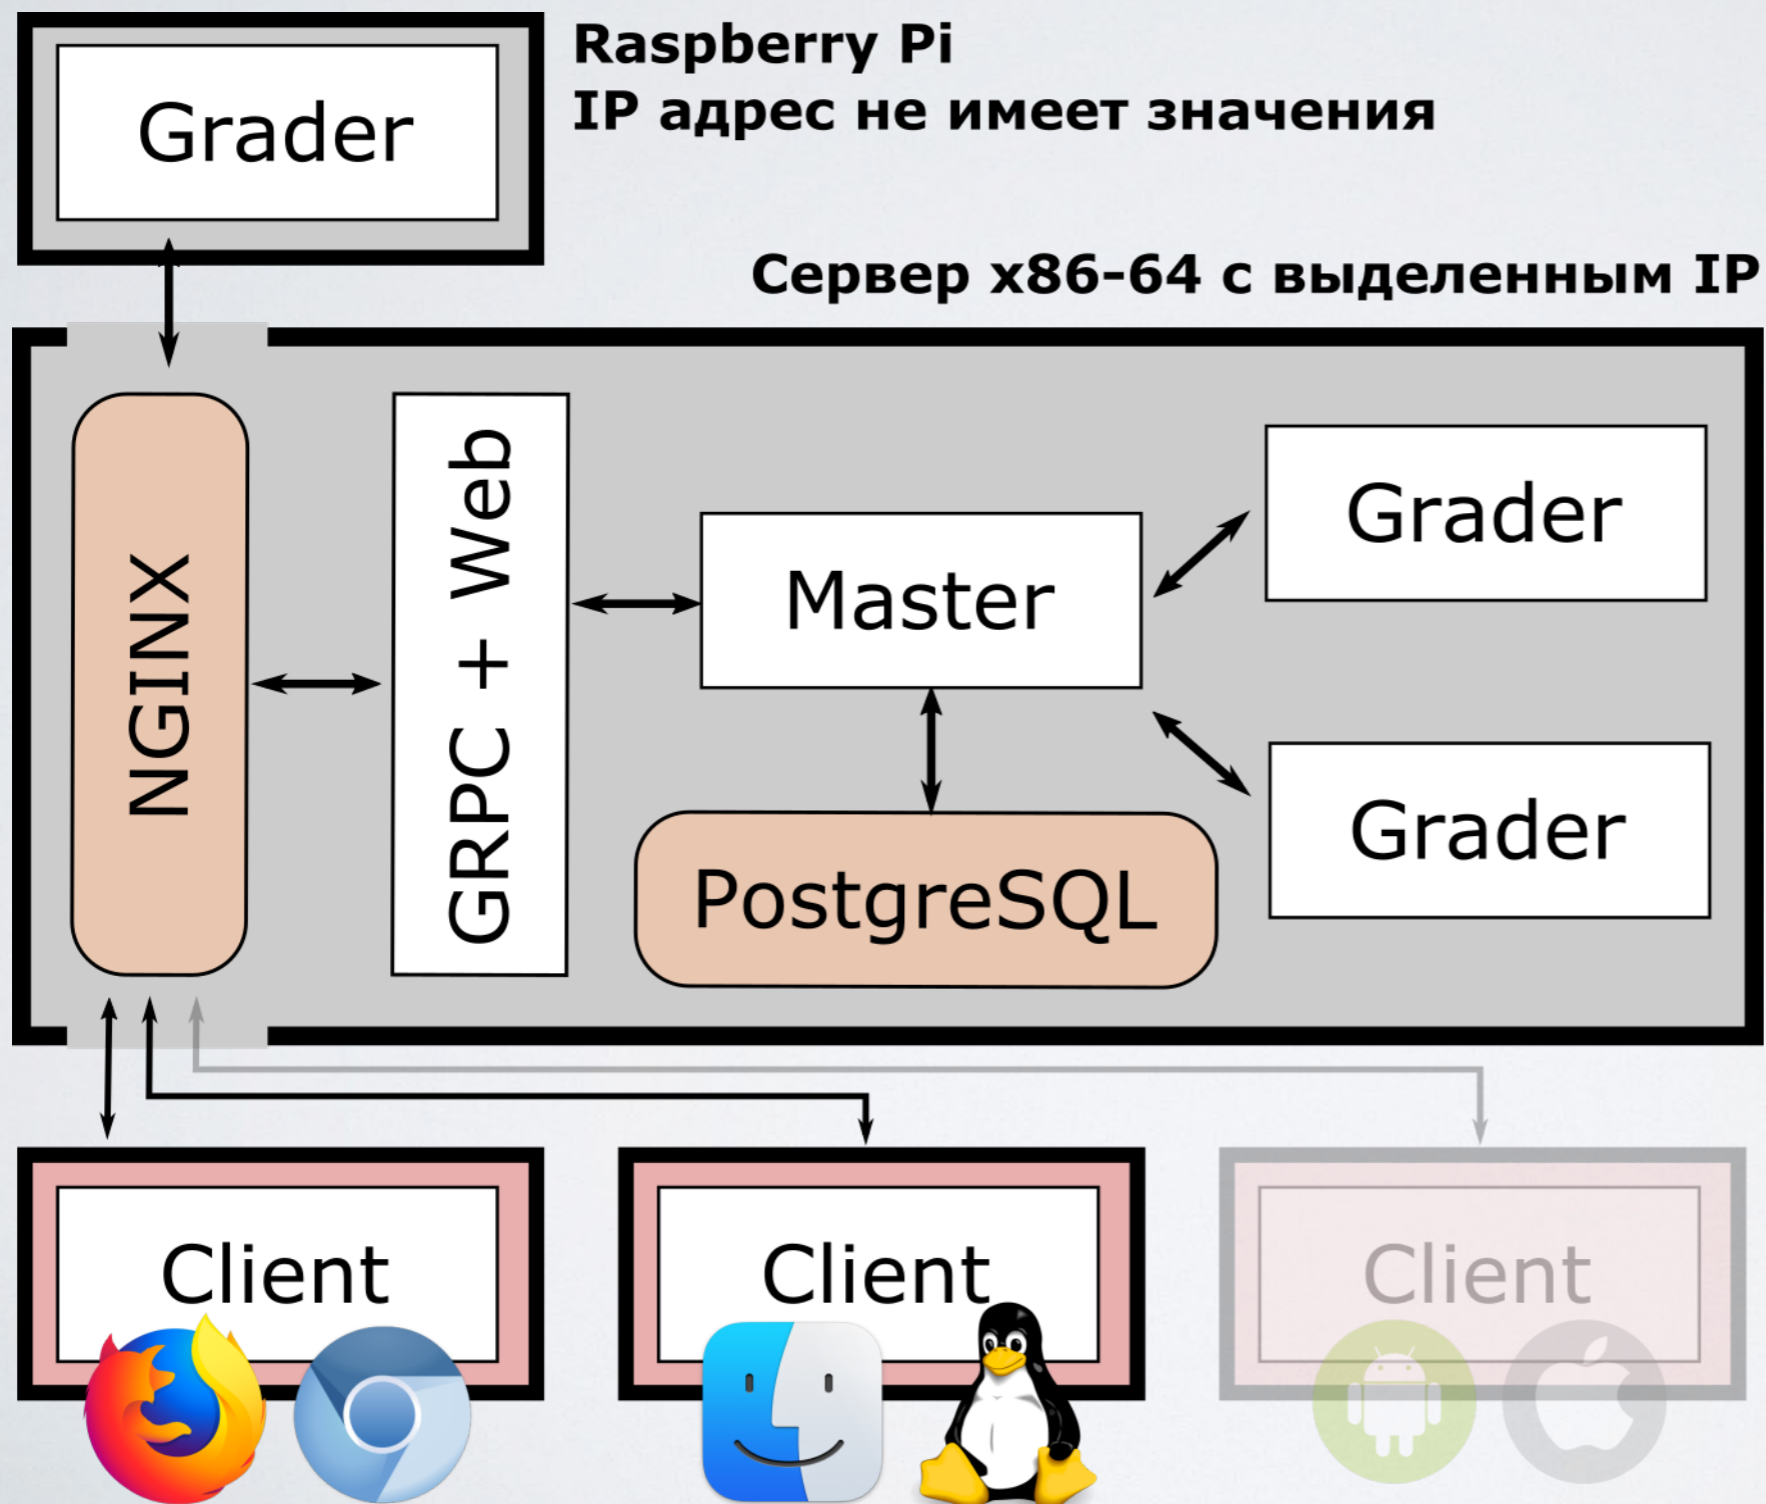 Grader
Raspberry Pi
IP адрес не имеет значения
Сервер x86-64 с выделенным IP
NGINX
GRPC + Web
Master
Grader
Grader
PostgreSQL
Client
Client
Client